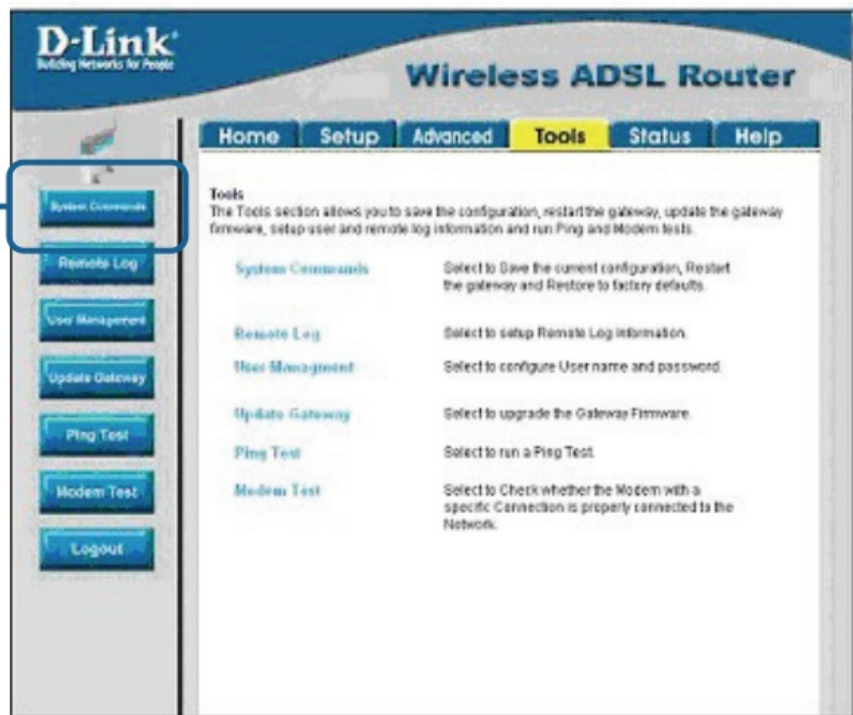 D-Link
Building Networks for People
Wireless ADSL Router
Home Setup Advanced Tools Status Help
System Commands
Remote Log
User Management
Update Gateway
Ping Test
Modem Test
Logout
Tools
The Tools section allows you to save the configuration, restart the gateway, update the gateway
firmware, setup user and remote log information and run Ping and Modem tests.
System Commands Select to Save the current configuration, Restart
the gateway and Restore to factory defaults.
Remote Log Select to setup Remote Log Information.
User Managment Select to configure User name and password.
Update Gateway Select to upgrade the Gateway Firmware.
Ping Test Select to run a Ping Test.
Modem Test Select to Check whether the Modem with a
specific Connection is properly connected to the
Network.